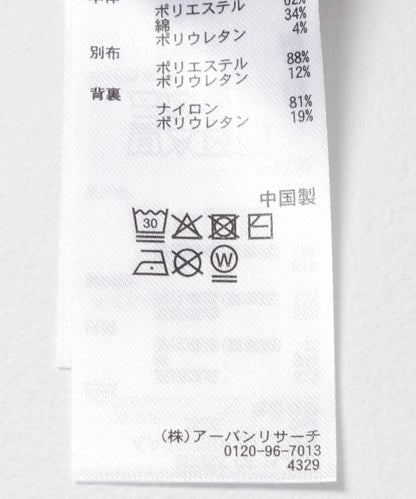 62%
ポリエステル 34%
綿 4%
ポリウレタン
別布
ポリエステル 88%
ポリウレタン 12%
背裏
ナイロン 81%
ポリウレタン 19%
中国製
30
W
(株)アーバンリサーチ
0120-96-7013
4329